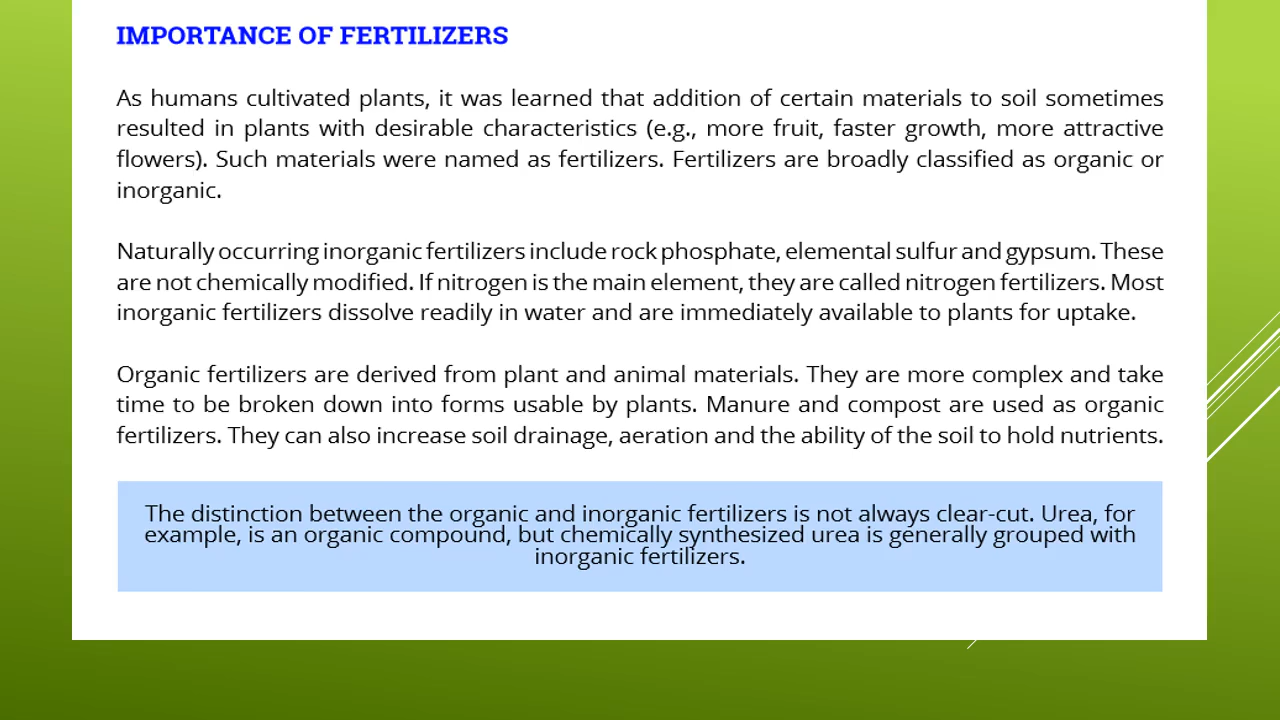 IMPORTANCE OF FERTILIZERS
As humans cultivated plants, it was learned that addition of certain materials to soil sometimes
resulted in plants with desirable characteristics (e.g., more fruit, faster growth, more attractive
flowers). Such materials were named as fertilizers. Fertilizers are broadly classified as organic or
inorganic.
Naturally occurring inorganic fertilizers include rock phosphate, elemental sulfur and gypsum. These
are not chemically modified. If nitrogen is the main element, they are called nitrogen fertilizers. Most
inorganic fertilizers dissolve readily in water and are immediately available to plants for uptake.
Organic fertilizers are derived from plant and animal materials. They are more complex and take
time to be broken down into forms usable by plants. Manure and compost are used as organic
fertilizers. They can also increase soil drainage, aeration and the ability of the soil to hold nutrients.
The distinction between the organic and inorganic fertilizers is not always clear-cut. Urea, for
example, is an organic compound, but chemically synthesized urea is generally grouped with
inorganic fertilizers.